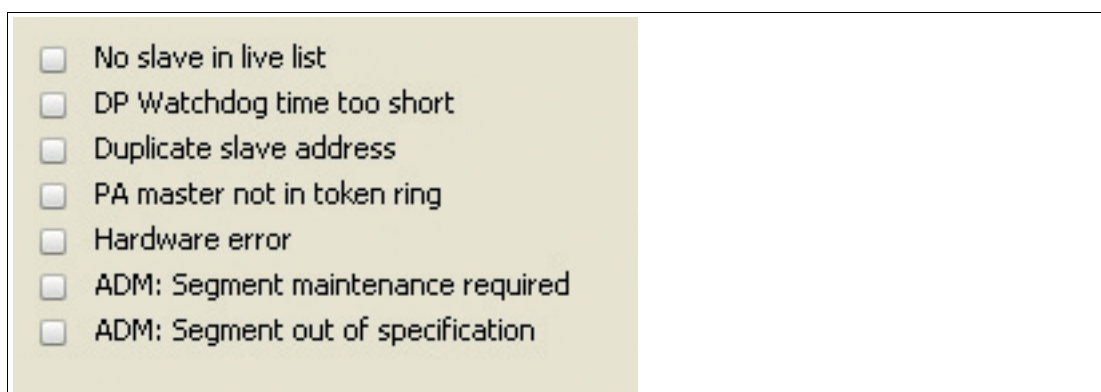 No slave in live list
DP Watchdog time too short
Duplicate slave address
PA master not in token ring
Hardware error
ADM: Segment maintenance required
ADM: Segment out of specification